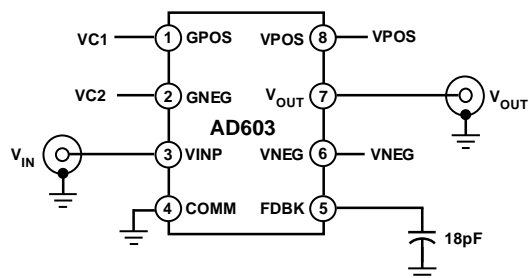 VC1
1
GPOS
VPOS
8
VPOS
VC2
2
GNEG
VOUT
7
VOUT
AD603
VIN
3
VINP
VNEG
6
VNEG
4
COMM
FDBK
5
18pF